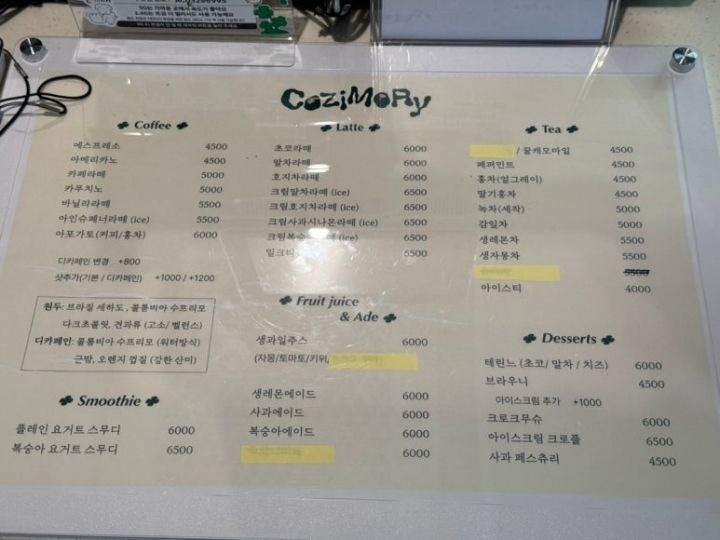 CoziMoRy
Coffee
에스프레소 4500
아메리카노 4500
카페라떼 5000
카푸치노 5000
바닐라라떼 5500
아인슈페너라떼 (ice) 5500
아포가토(커피/홍차) 6000
디카페인 변경 +800
샷추가(기본 / 디카페인) +1000 / +1200
원두: 브라질 세하도, 콜롬비아 수프리모
다크초콜릿, 견과류 (고소/ 밸런스)
디카페인: 콜롬비아 수프리모 (워터방식)
군밤, 오렌지 껍질 (강한 산미)
Smoothie
플레인 요거트 스무디 6000
복숭아 요거트 스무디 6500
Latte
초코라떼 6000
말차라떼 6000
호지차라떼 6000
크림말차라떼 (ice) 6500
크림호지차라떼 (ice) 6500
크림사과시나몬라떼 (ice) 6500
크림복숭 (ice) 6500
밀크티 6000
Fruit juice
& Ade
생과일주스 6000
(자몽/토마토/키위/ 6000
생레몬에이드 6000
사과에이드 6000
복숭아에이드 6000
6000
Tea
/ 꿀캐모마일 4500
페퍼민트 4500
홍차(얼그레이) 4500
딸기홍차 4500
녹차(세작) 5000
감잎차 5000
생레몬차 5500
생자몽차 5500
5500
아이스티 4000
Desserts
테린느 (초코/ 말차 / 치즈) 6000
브라우니 4500
아이스크림 추가 +1000
크로크무슈 6000
아이스크림 크로플 6500
사과 페스츄리 4500